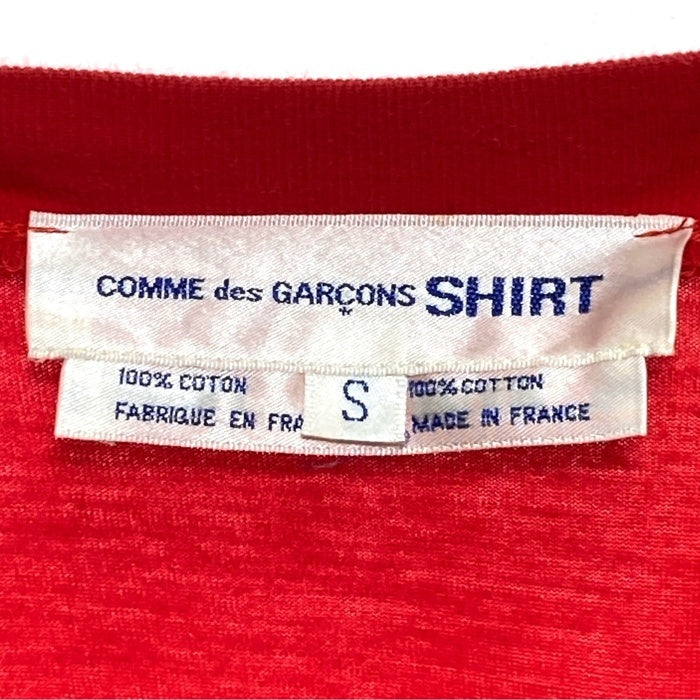 COMME des GARÇONS SHIRT
100% COTON S 100% COTTON
FABRIQUE EN FRA MADE IN FRANCE